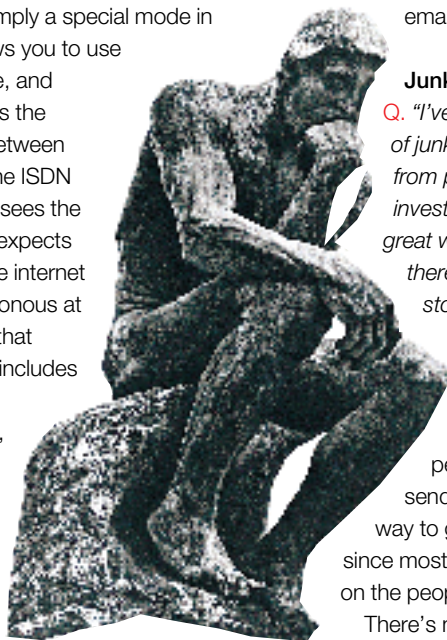 mply a special mode in
ws you to use
e, and
s the
etween
ne ISDN
sees the
expects
e internet
onous at
that
includes
,
ema
Junk
Q. “I've
of junk
from p
invest
great w
there
sto
pe
send
way to g
since most
on the peop
There's n